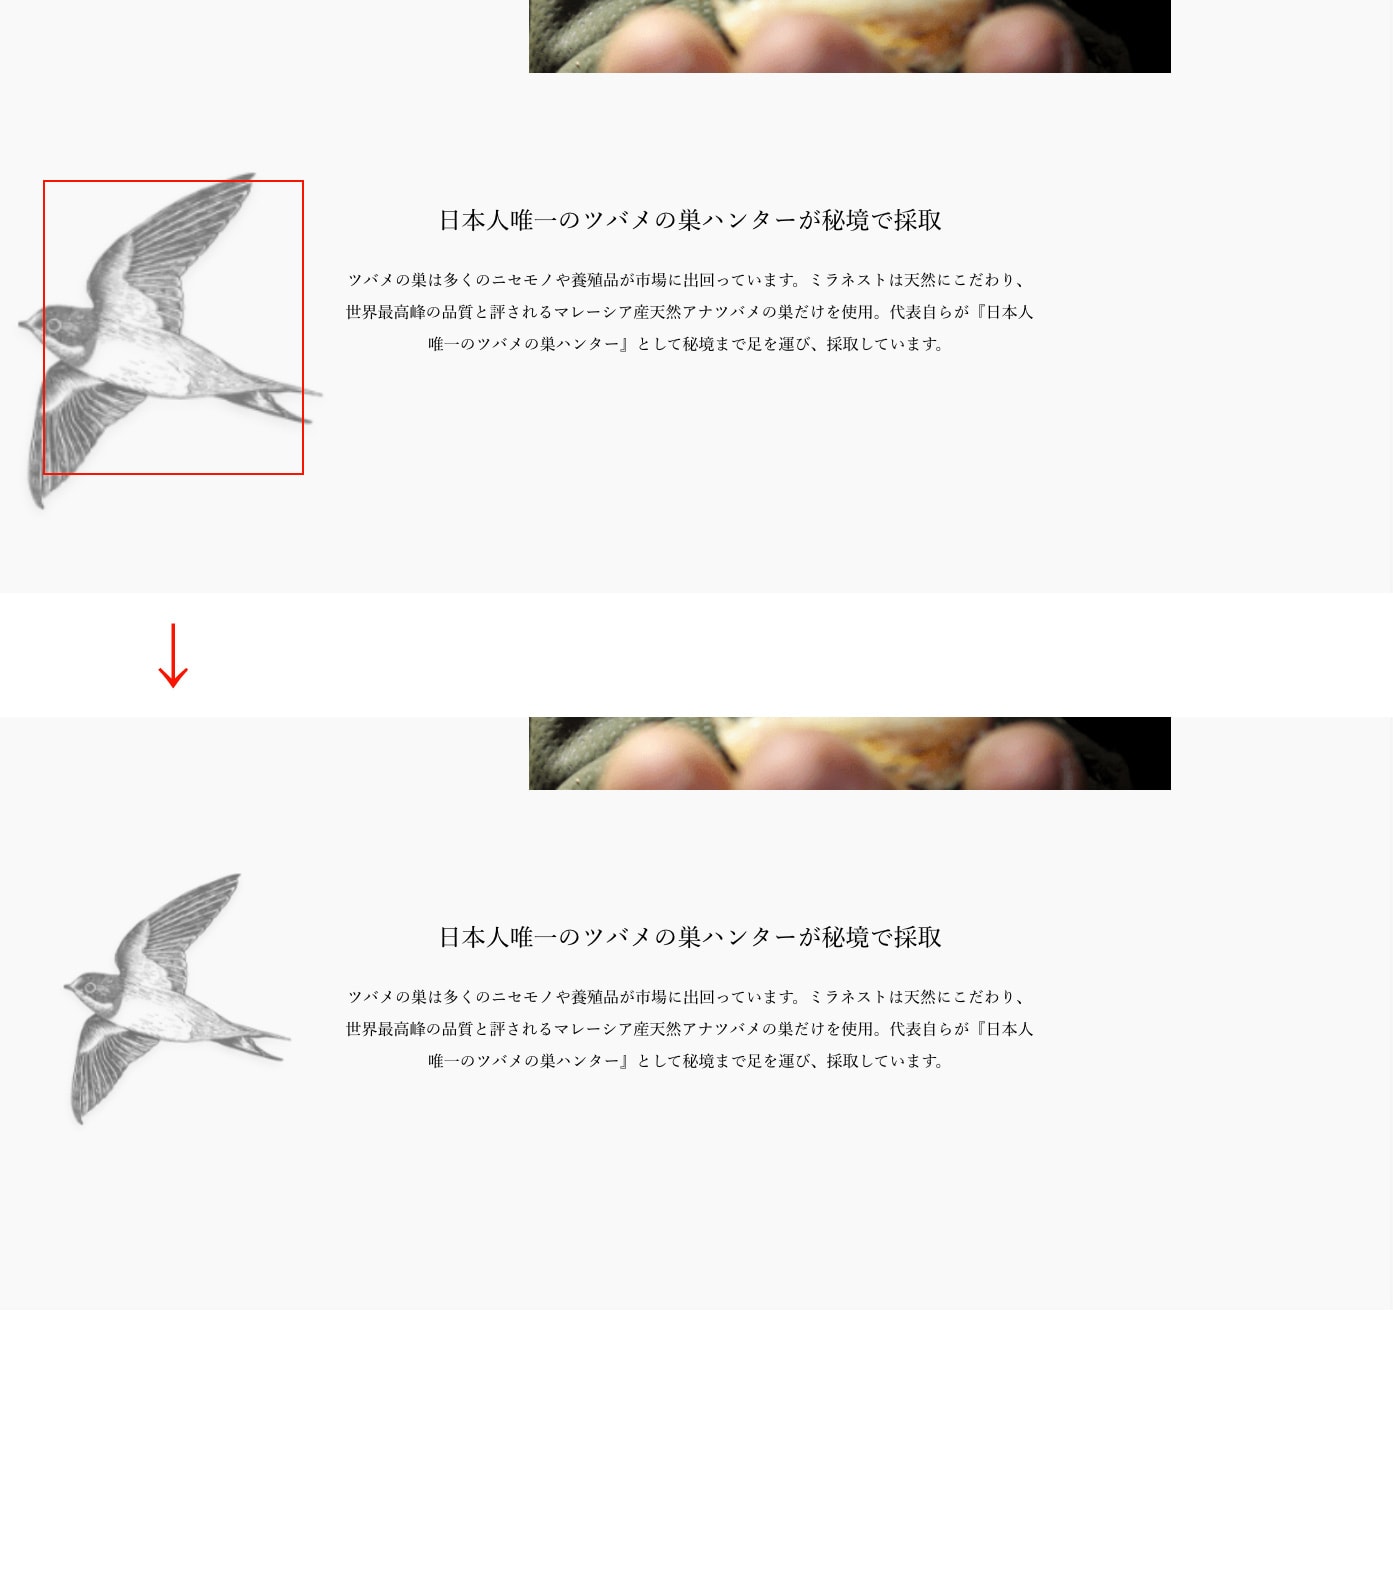 日本人唯一のツバメの巣ハンターが秘境で採取
ツバメの巣は多くのニセモノや養殖品が市場に出回っています。ミラネストは天然にこだわり、
世界最高峰の品質と評されるマレーシア産天然アナツバメの巣だけを使用。代表自らが『日本人
唯一のツバメの巣ハンター』として秘境まで足を運び、採取しています。
日本人唯一のツバメの巣ハンターが秘境で採取
ツバメの巣は多くのニセモノや養殖品が市場に出回っています。ミラネストは天然にこだわり、
世界最高峰の品質と評されるマレーシア産天然アナツバメの巣だけを使用。代表自らが『日本人
唯一のツバメの巣ハンター』として秘境まで足を運び、採取しています。